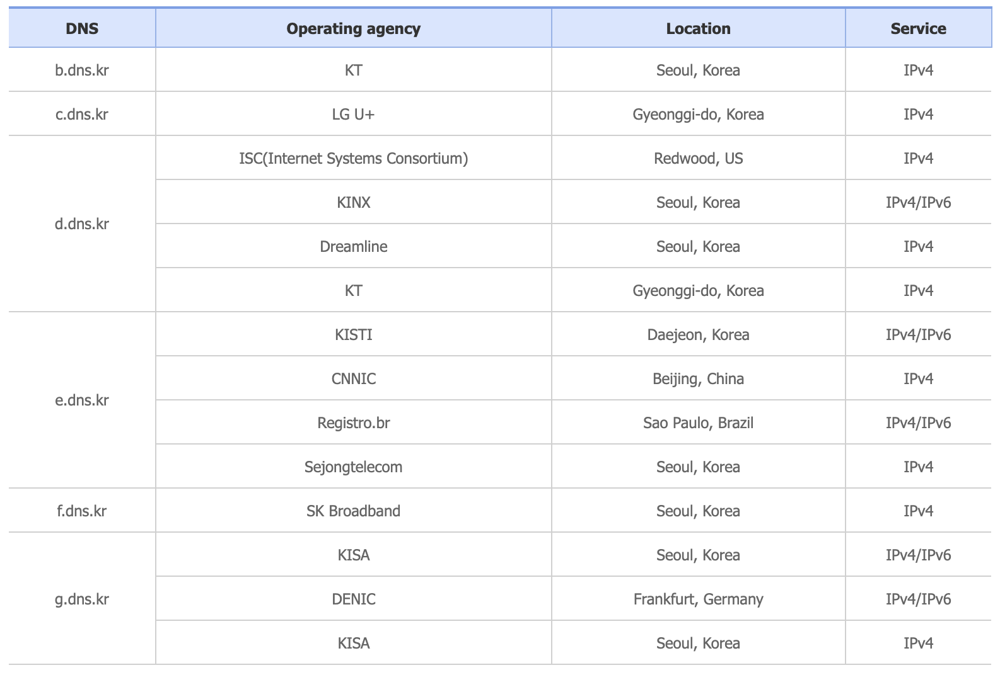 DNS Operating agency Location Service
b.dns.kr KT Seoul, Korea IPv4
c.dns.kr LG U+ Gyeonggi-do, Korea IPv4
d.dns.kr ISC(Internet Systems Consortium) Redwood, US IPv4
KINX Seoul, Korea IPv4/IPv6
Dreamline Seoul, Korea IPv4
KT Gyeonggi-do, Korea IPv4
e.dns.kr KISTI Daejeon, Korea IPv4/IPv6
CNNIC Beijing, China IPv4
Registro.br Sao Paulo, Brazil IPv4/IPv6
Sejongtelecom Seoul, Korea IPv4
f.dns.kr SK Broadband Seoul, Korea IPv4
g.dns.kr KISA Seoul, Korea IPv4/IPv6
DENIC Frankfurt, Germany IPv4/IPv6
KISA Seoul, Korea IPv4